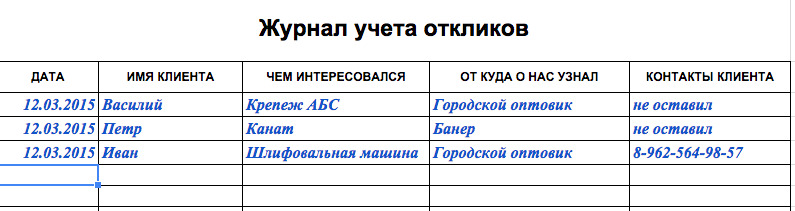 Журнал учета откликов
ДАТА ИМЯ КЛИЕНТА ЧЕМ ИНТЕРЕСОВАЛСЯ ОТ КУДА О НАС УЗНАЛ КОНТАКТЫ КЛИЕНТА
12.03.2015 Василий Крепеж АБС Городской оптовик не оставил
12.03.2015 Петр Канат Банер не оставил
12.03.2015 Иван Шлифовальная машина Городской оптовик 8-962-564-98-57